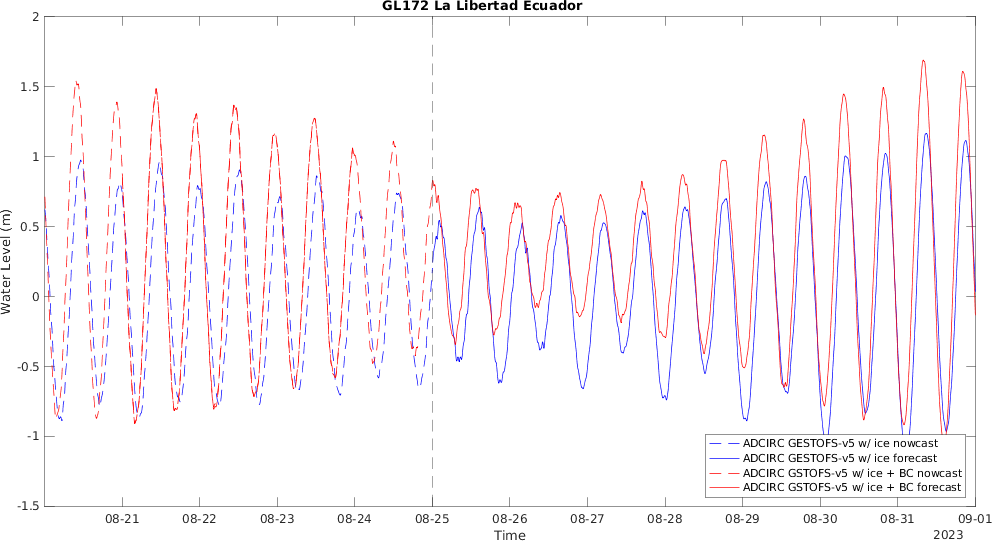 GL172 La Libertad Ecuador
2
1.5
1
0.5
0
-0.5
-1
-1.5
Water Level (m)
ADCIRC GESTOFS-v5 w/ ice nowcast
ADCIRC GESTOFS-v5 w/ ice forecast
ADCIRC GSTOFS-v5 w/ ice + BC nowcast
ADCIRC GSTOFS-v5 w/ ice + BC forecast
08-21 08-22 08-23 08-24 08-25 08-26 08-27 08-28 08-29 08-30 08-31 09-01
Time
2023